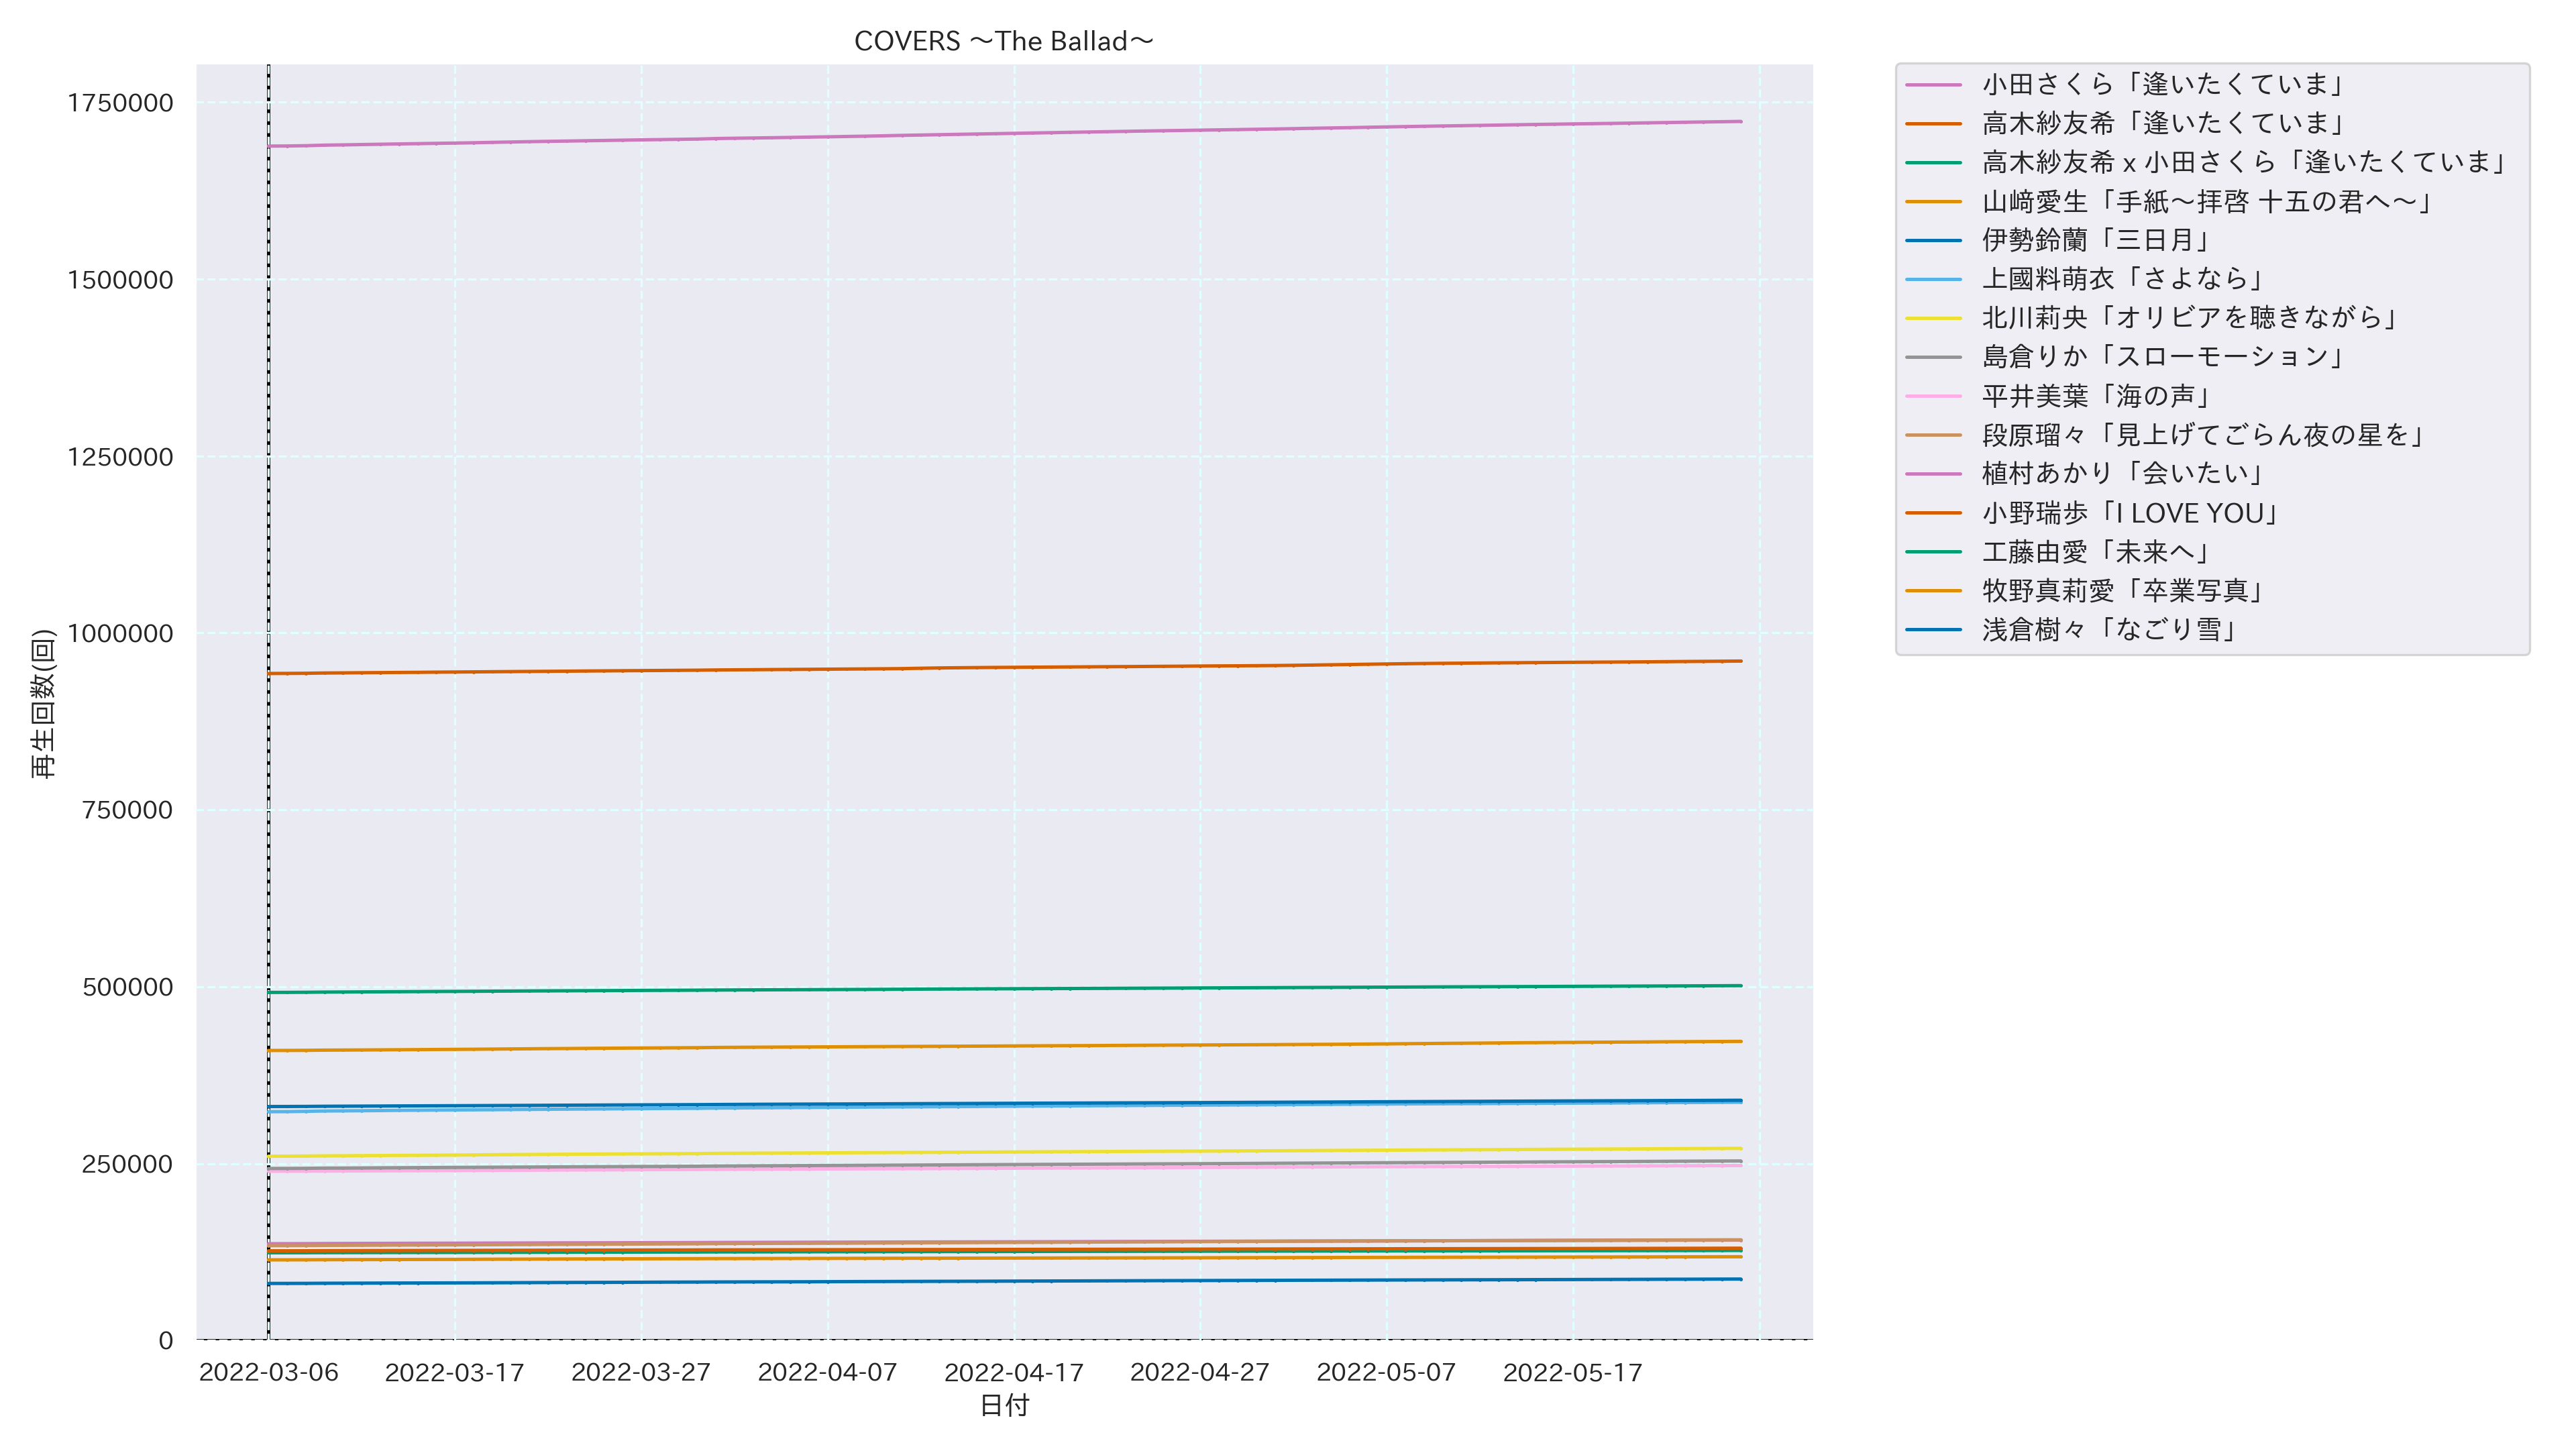 COVERS ～The Ballad～
1750000
1500000
1250000
1000000
750000
500000
250000
0
再生回数(回)
2022-03-06
2022-03-17
2022-03-27
2022-04-07
2022-04-17
2022-04-27
2022-05-07
2022-05-17
日付
小田さくら「逢いたくていま」
高木紗友希「逢いたくていま」
高木紗友希 x 小田さくら「逢いたくていま」
山﨑愛生「手紙～拝啓 十五の君へ～」
伊勢鈴蘭「三日月」
上國料萌衣「さよなら」
北川莉央「オリビアを聴きながら」
島倉りか「スローモーション」
平井美葉「海の声」
段原瑠々「見上げてごらん夜の星を」
植村あかり「会いたい」
小野瑞歩「I LOVE YOU」
工藤由愛「未来へ」
牧野真莉愛「卒業写真」
浅倉樹々「なごり雪」